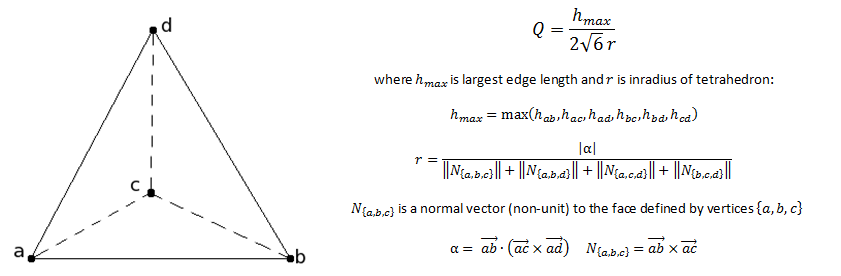 d
c
a
b
Q = h_max / (2√6 r)
where h_max is largest edge length and r is inradius of tetrahedron:
h_max = max(h_ab, h_ac, h_ad, h_bc, h_bd, h_cd)
r = |α| / (‖N_{a,b,c}‖ + ‖N_{a,b,d}‖ + ‖N_{a,c,d}‖ + ‖N_{b,c,d}‖)
N_{a,b,c} is a normal vector (non-unit) to the face defined by vertices {a, b, c}
α = ab⃗ · (ac⃗ × ad⃗) N_{a,b,c} = ab⃗ × ac⃗